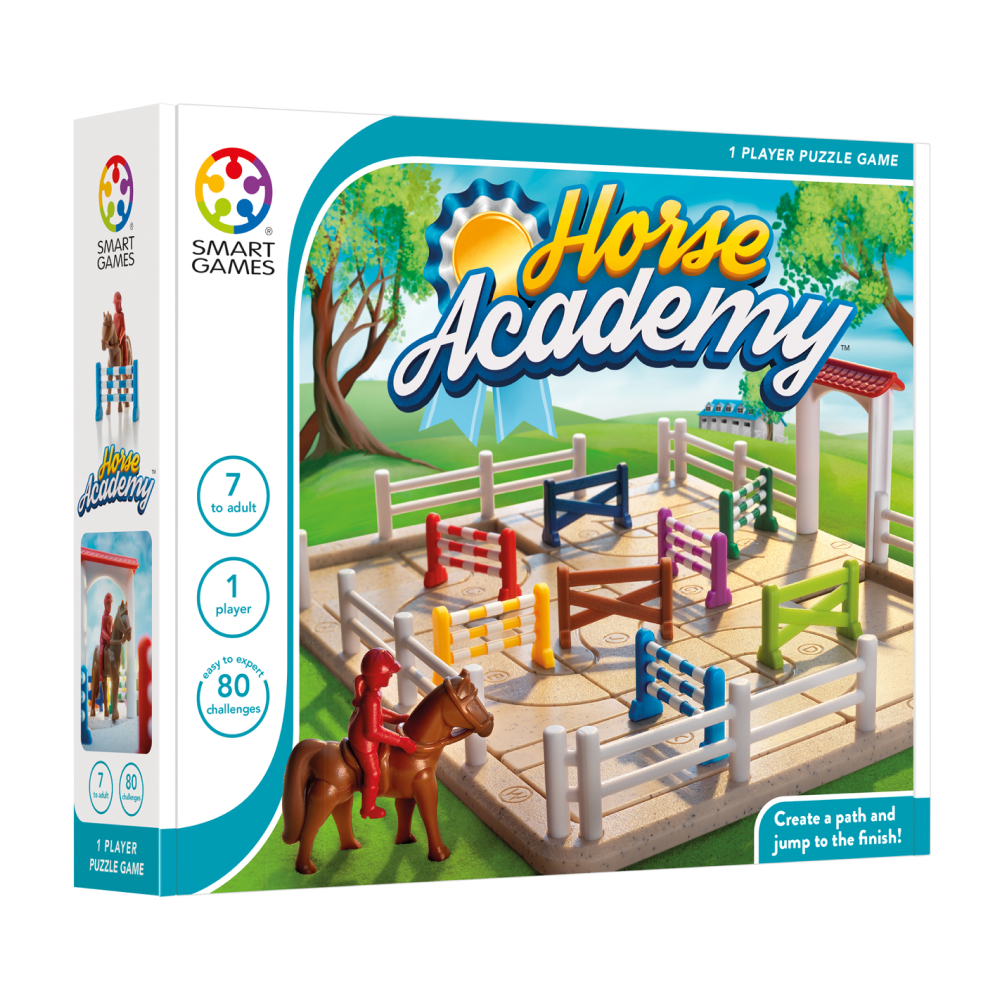 SMART
GAMES
®
Horse
Academy
™
7
to adult
80
challenges
1 PLAYER
PUZZLE GAME
SMART
GAMES
®
7
to adult
1
player
easy to expert
80
challenges
1 PLAYER PUZZLE GAME
Horse
Academy
™
Create a path and
jump to the finish!